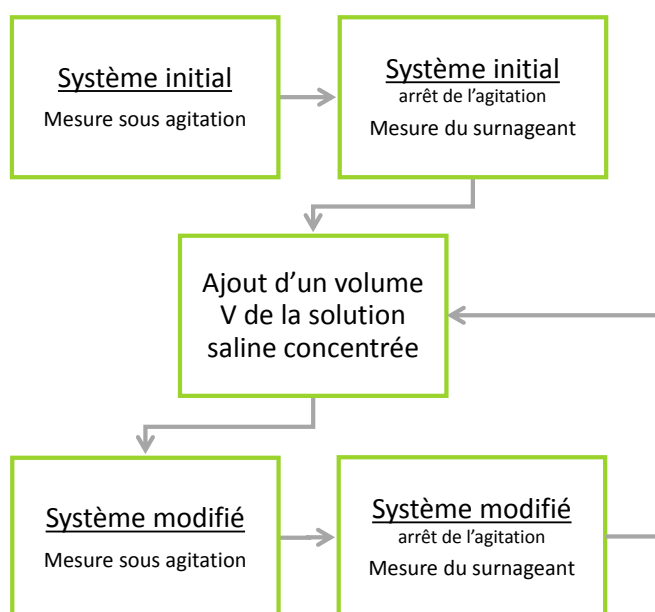 Système initial
Mesure sous agitation
Système initial
arrêt de l'agitation
Mesure du surnageant
Ajout d'un volume
V de la solution
saline concentrée
Système modifié
Mesure sous agitation
Système modifié
arrêt de l'agitation
Mesure du surnageant